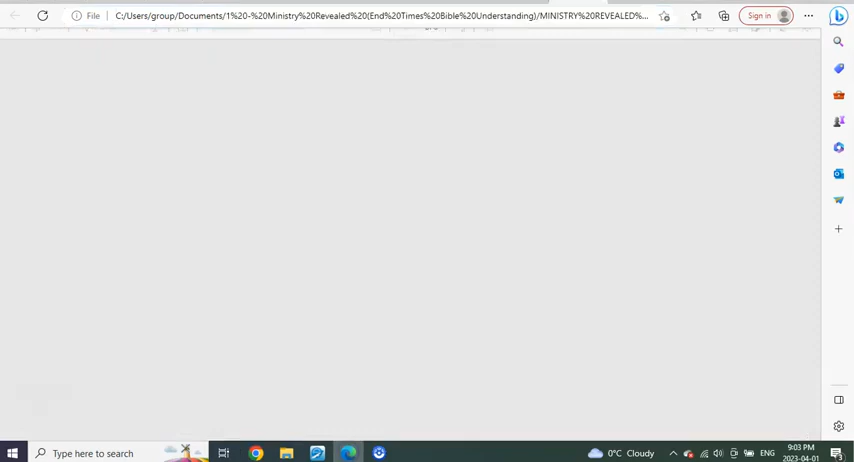 File C:/Users/group/Documents/1%20-%20Ministry%20Revealed%20(End%20Times%20Bible%20Understanding)/MINISTRY%20REVEALED%... Sign in
Type here to search 0°C Cloudy ENG 9:03 PM
2023-04-01 3